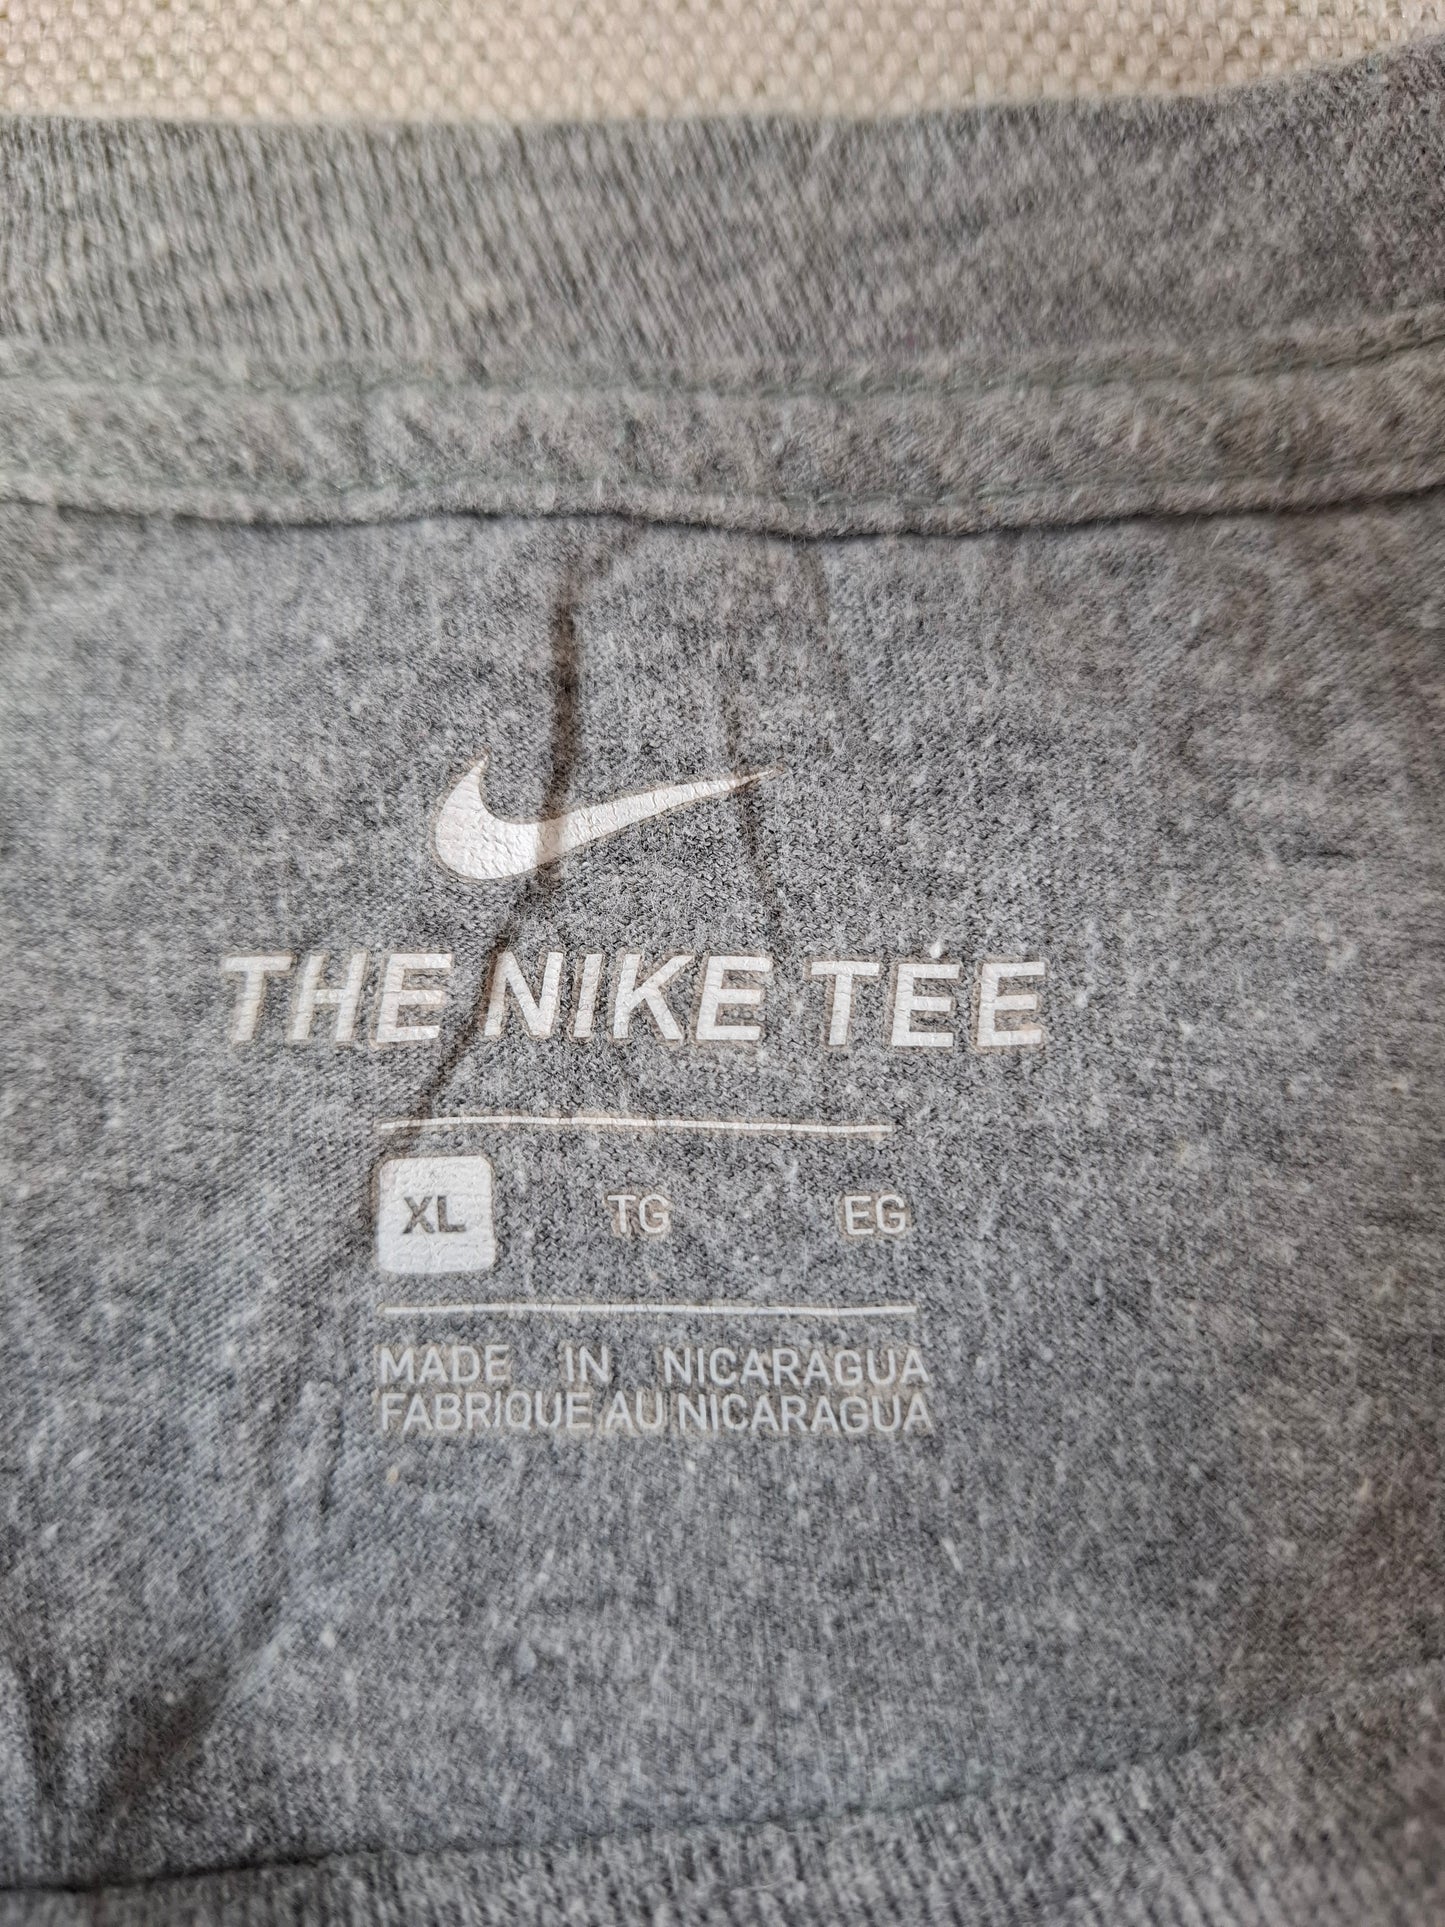 THE NIKE TEE
XL TG EG
MADE IN NICARAGUA
FABRIQUE AU NICARAGUA